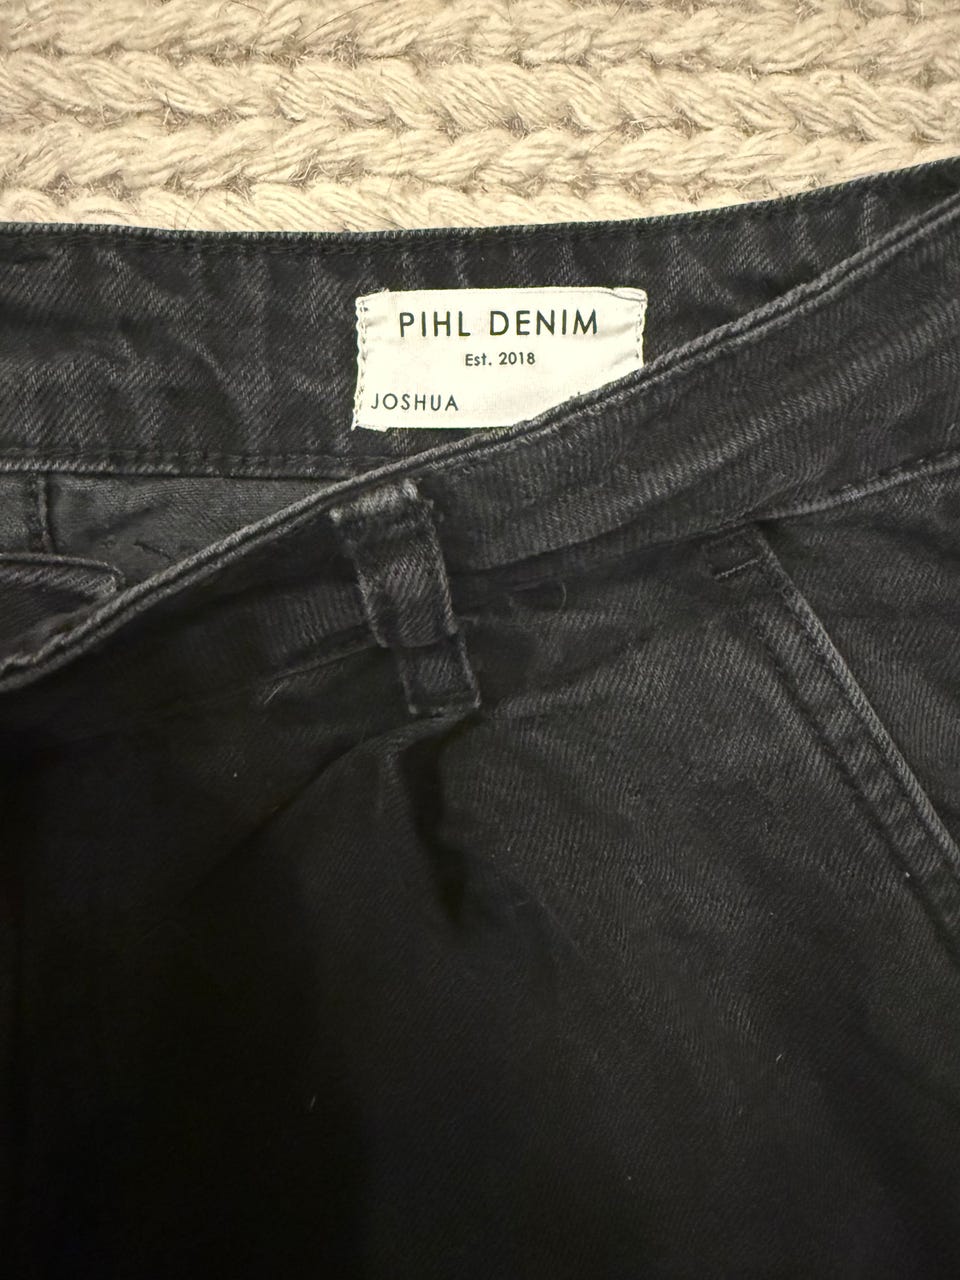 PIHL DENIM
Est. 2018
JOSHUA